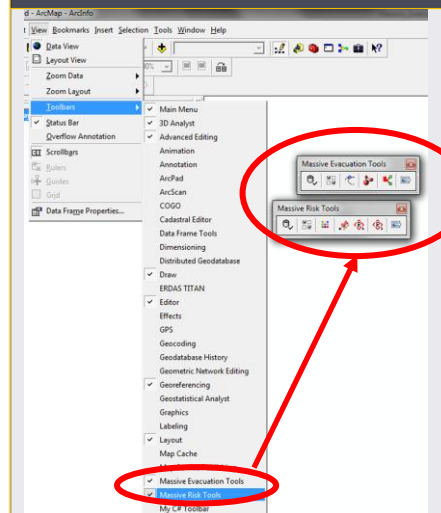 d - ArcMap - ArcInfo
View Bookmarks Insert Selection Tools Window Help
Data View
Layout View
Zoom Data
Zoom Layout
Toolbars
Status Bar
Overflow Annotation
Scrollbars
Rulers
Guides
Grid
Data Frame Properties...
Main Menu
3D Analyst
Advanced Editing
Animation
Annotation
ArcPad
ArcScan
COGO
Cadastral Editor
Data Frame Tools
Dimensioning
Distributed Geodatabase
Draw
ERDAS TITAN
Editor
Effects
GPS
Geocoding
Geodatabase History
Geometric Network Editing
Georeferencing
Geostatistical Analyst
Graphics
Labeling
Layout
Map Cache
Massive Evacuation Tools
Massive Risk Tools
My C# Toolbar
Massive Evacuation Tools
Massive Risk Tools